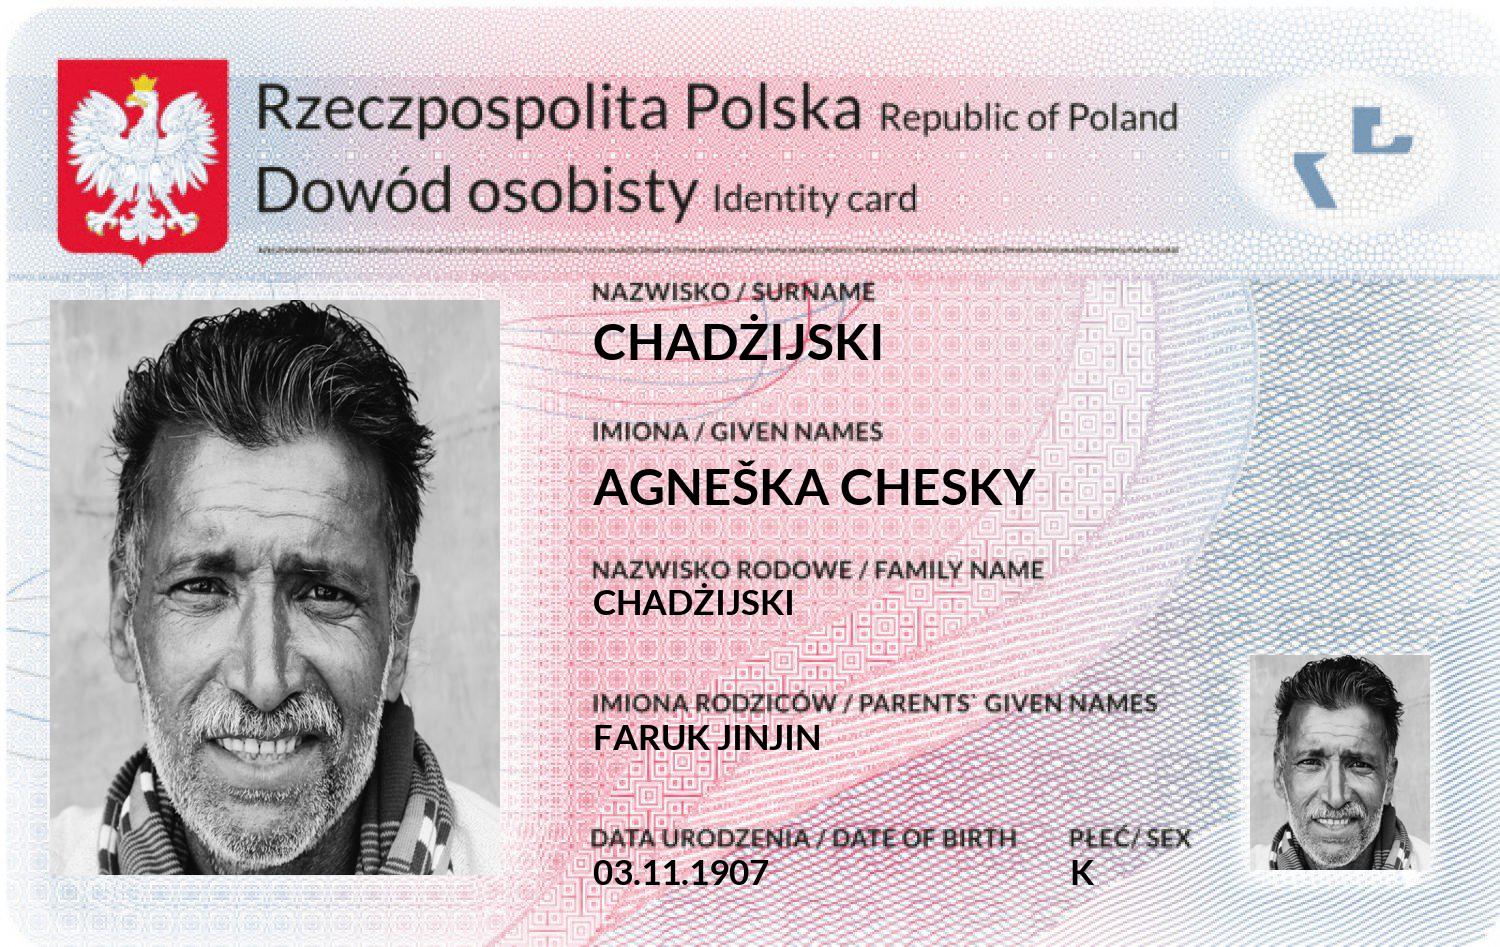 Rzeczpospolita Polska Republic of Poland
Dowód osobisty Identity card
NAZWISKO / SURNAME
CHADŻIJSKI
IMIONA / GIVEN NAMES
AGNEŠKA CHESKY
NAZWISKO RODOWE / FAMILY NAME
CHADŻIJSKI
IMIONA RODZICÓW / PARENTS` GIVEN NAMES
FARUK JINJIN
DATA URODZENIA / DATE OF BIRTH PŁEĆ/ SEX
03.11.1907 K